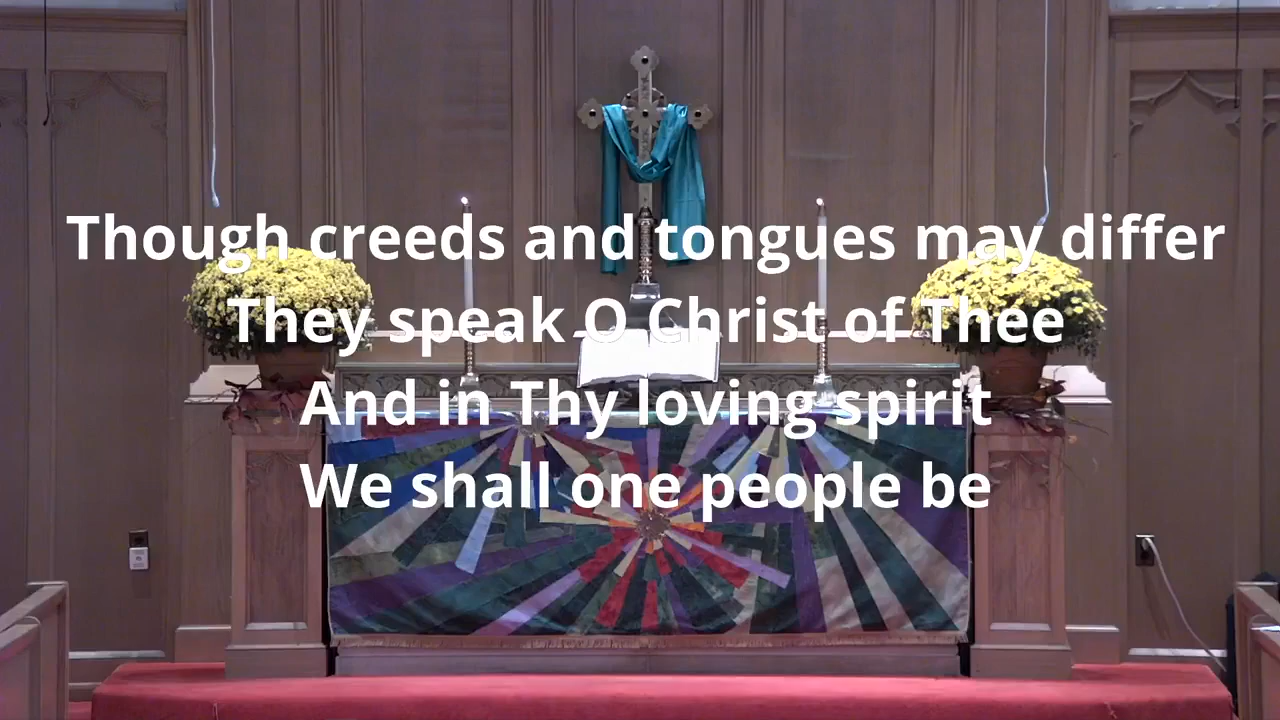 Though creeds and tongues may differ
They speak O Christ of Thee
And in Thy loving spirit
We shall one people be